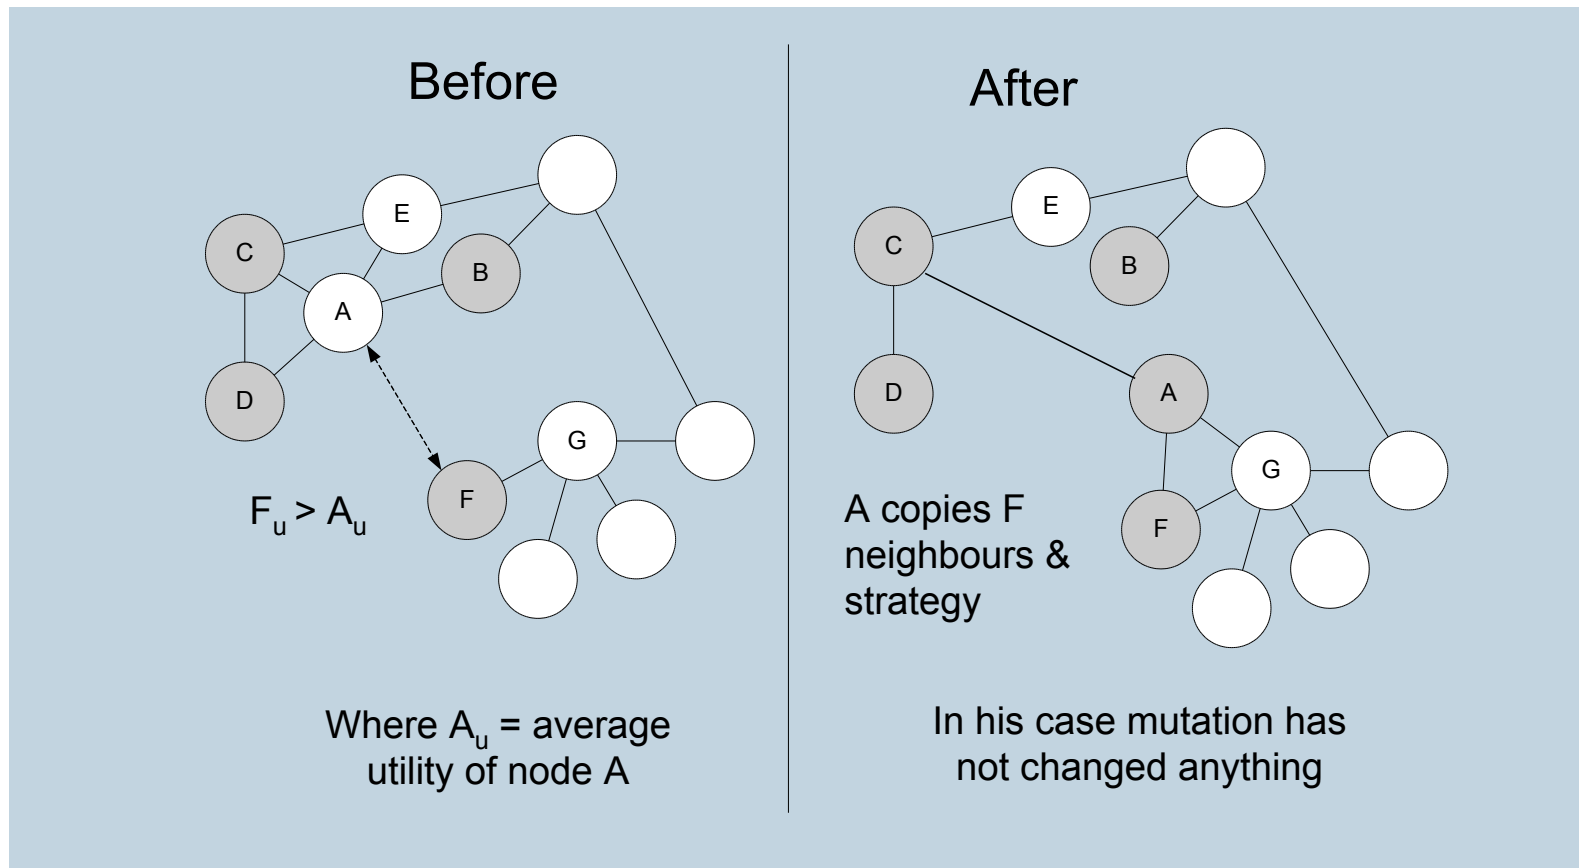 Before
E
C
B
A
D
G
F
Fu > Au
Where Au = average
utility of node A
After
E
C
B
D
A
G
F
A copies F
neighbours &
strategy
In his case mutation has
not changed anything